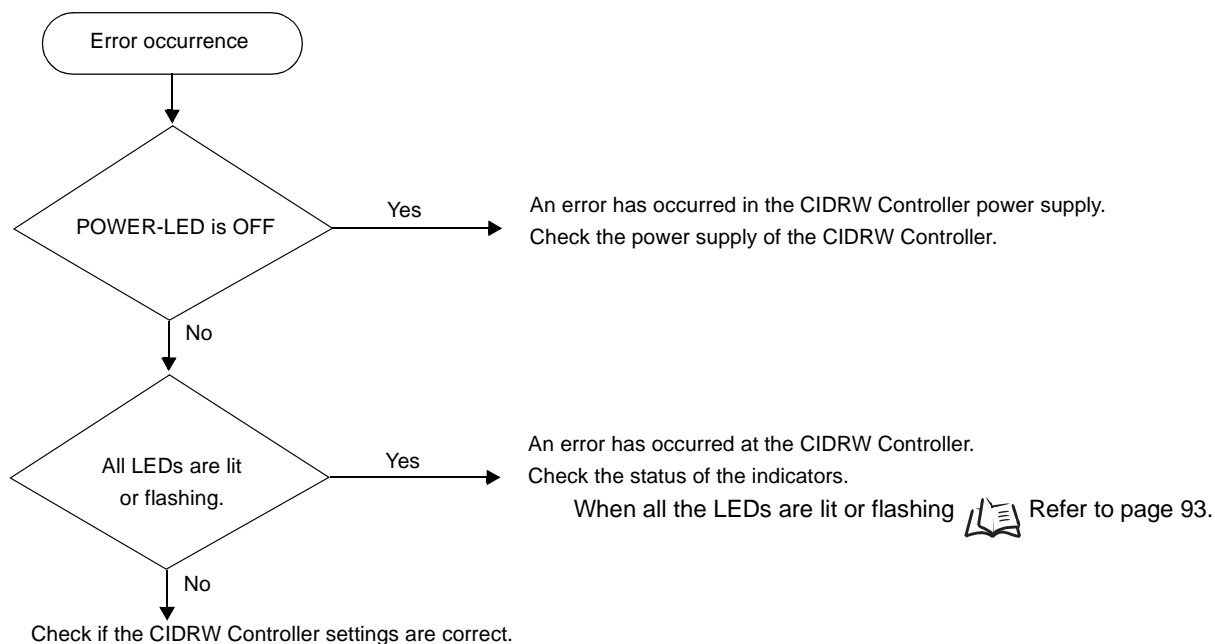 Error occurrence
POWER-LED is OFF
Yes
An error has occurred in the CIDRW Controller power supply.
Check the power supply of the CIDRW Controller.
No
All LEDs are lit
or flashing.
Yes
An error has occurred at the CIDRW Controller.
Check the status of the indicators.
When all the LEDs are lit or flashing Refer to page 93.
No
Check if the CIDRW Controller settings are correct.